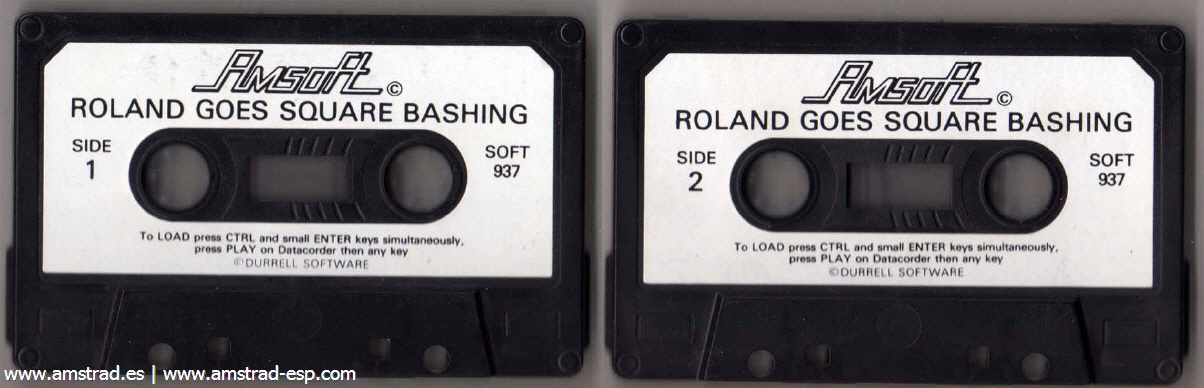 Amsoft ©
ROLAND GOES SQUARE BASHING
SIDE
1
SOFT
937
To LOAD press CTRL and small ENTER keys simultaneously,
press PLAY on Datacorder then any key
©DURRELL SOFTWARE
Amsoft ©
ROLAND GOES SQUARE BASHING
SIDE
2
SOFT
937
To LOAD press CTRL and small ENTER keys simultaneously,
press PLAY on Datacorder then any key
©DURRELL SOFTWARE
www.amstrad.es | www.amstrad-esp.com